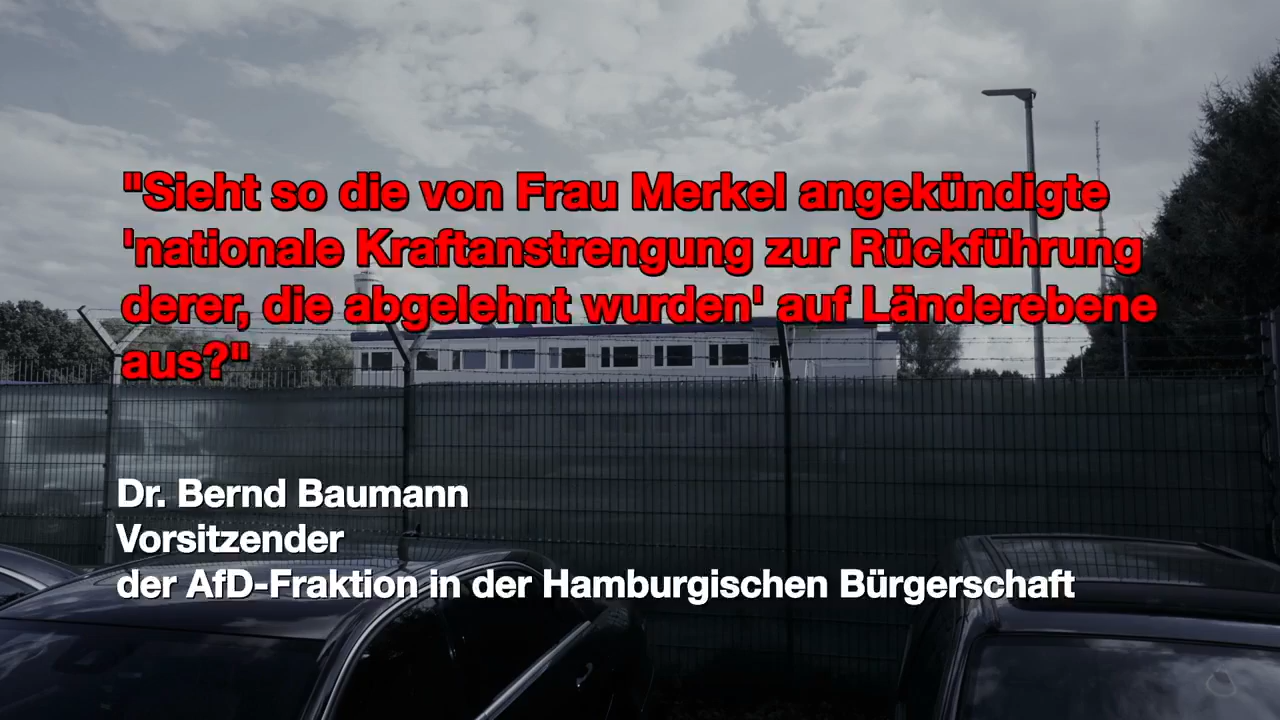 "Sieht so die von Frau Merkel angekündigte
'nationale Kraftanstrengung zur Rückführung
derer, die abgelehnt wurden' auf Länderebene
aus?"
Dr. Bernd Baumann
Vorsitzender
der AfD-Fraktion in der Hamburgischen Bürgerschaft